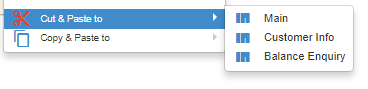 Cut & Paste to
Copy & Paste to
Main
Customer Info
Balance Enquiry